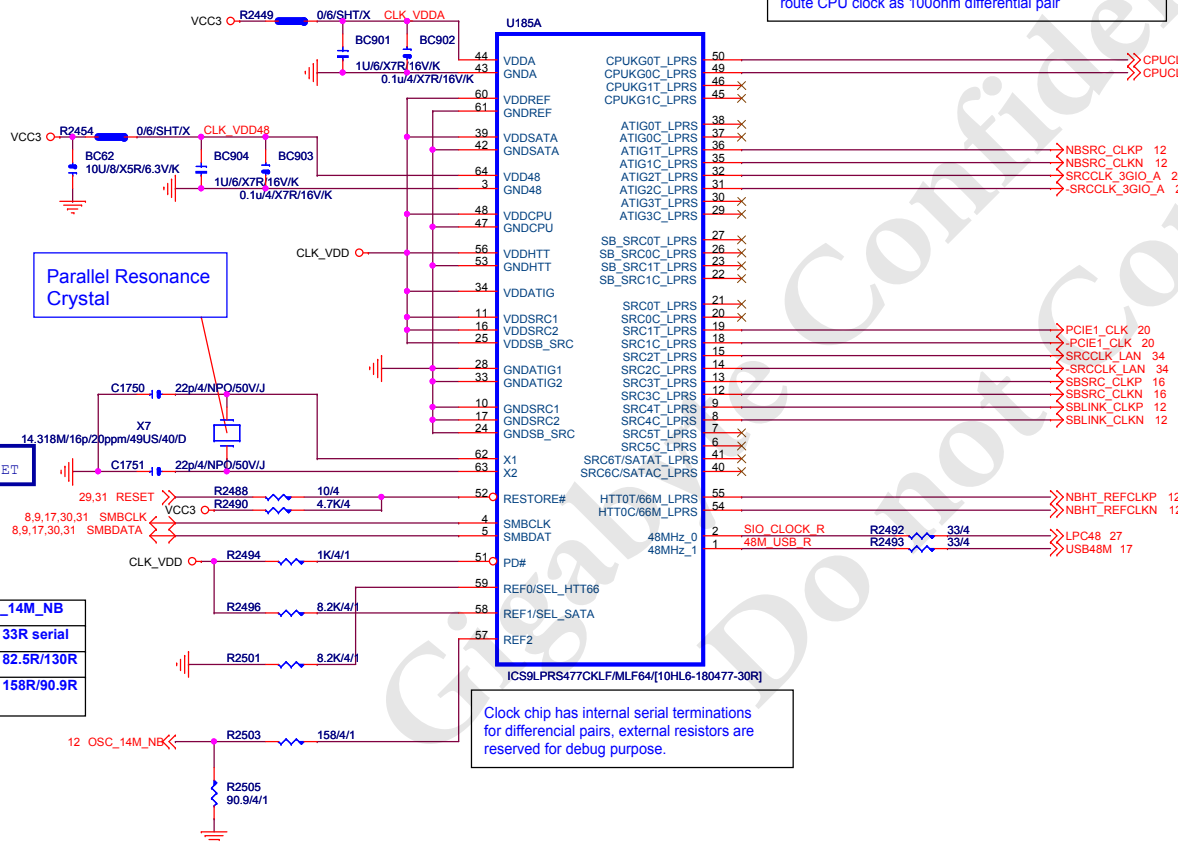 route CPU clock as 100ohm differential pair
VCC3 R2449 0/6/SHT/X CLK_VDDA
BC901 BC902
1U/6/X7R/16V/K
0.1u/4/X7R/16V/K
VCC3 R2454 0/6/SHT/X CLK_VDD48
BC62
10U/8/X5R/6.3V/K
BC904 BC903
1U/6/X7R/16V/K
0.1u/4/X7R/16V/K
CLK_VDD
Parallel Resonance
Crystal
C1750 22p/4/NPO/50V/J
X7
14.318M/16p/20ppm/49US/40/D
C1751 22p/4/NPO/50V/J
ET
29,31 RESET R2488 10/4
VCC3 R2490 4.7K/4
8,9,17,30,31 SMBCLK
8,9,17,30,31 SMBDATA
CLK_VDD R2494 1K/4/1
R2496 8.2K/4/1
R2501 8.2K/4/1
_14M_NB
33R serial
82.5R/130R
158R/90.9R
12 OSC_14M_NB R2503 158/4/1
R2505
90.9/4/1
U185A
44 VDDA
43 GNDA
60 VDDREF
61 GNDREF
39 VDDSATA
42 GNDSATA
64 VDD48
3 GND48
48 VDDCPU
47 GNDCPU
56 VDDHTT
53 GNDHTT
34 VDDATIG
11 VDDSRC1
16 VDDSRC2
25 VDDSB_SRC
28 GNDATIG1
33 GNDATIG2
10 GNDSRC1
17 GNDSRC2
24 GNDSB_SRC
62 X1
63 X2
52 RESTORE#
4 SMBCLK
5 SMBDAT
51 PD#
59 REF0/SEL_HTT66
58 REF1/SEL_SATA
57 REF2
CPUKG0T_LPRS 50 CPUCL
CPUKG0C_LPRS 49 CPUCL
CPUKG1T_LPRS 46
CPUKG1C_LPRS 45
ATIG0T_LPRS 38
ATIG0C_LPRS 37
ATIG1T_LPRS 36 NBSRC_CLKP 12
ATIG1C_LPRS 35 NBSRC_CLKN 12
ATIG2T_LPRS 32 SRCCLK_3GIO_A 2
ATIG2C_LPRS 31 -SRCCLK_3GIO_A 2
ATIG3T_LPRS 30
ATIG3C_LPRS 29
SB_SRC0T_LPRS 27
SB_SRC0C_LPRS 26
SB_SRC1T_LPRS 23
SB_SRC1C_LPRS 22
SRC0T_LPRS 21
SRC0C_LPRS 20
SRC1T_LPRS 19 PCIE1_CLK 20
SRC1C_LPRS 18 -PCIE1_CLK 20
SRC2T_LPRS 15 SRCCLK_LAN 34
SRC2C_LPRS 14 -SRCCLK_LAN 34
SRC3T_LPRS 13 SBSRC_CLKP 16
SRC3C_LPRS 12 SBSRC_CLKN 16
SRC4T_LPRS 9 SBLINK_CLKP 12
SRC4C_LPRS 8 SBLINK_CLKN 12
SRC5T_LPRS 7
SRC5C_LPRS 6
SRC6T/SATAT_LPRS 41
SRC6C/SATAC_LPRS 40
HTT0T/66M_LPRS 55 NBHT_REFCLKP 12
HTT0C/66M_LPRS 54 NBHT_REFCLKN 12
48MHz_0 2 SIO_CLOCK_R R2492 33/4 LPC48 27
48MHz_1 1 48M_USB_R R2493 33/4 USB48M 17
ICS9LPRS477CKLF/MLF64/[10HL6-180477-30R]
Clock chip has internal serial terminations
for differencial pairs, external resistors are
reserved for debug purpose.
Gigabyte Confiden
Do not Co